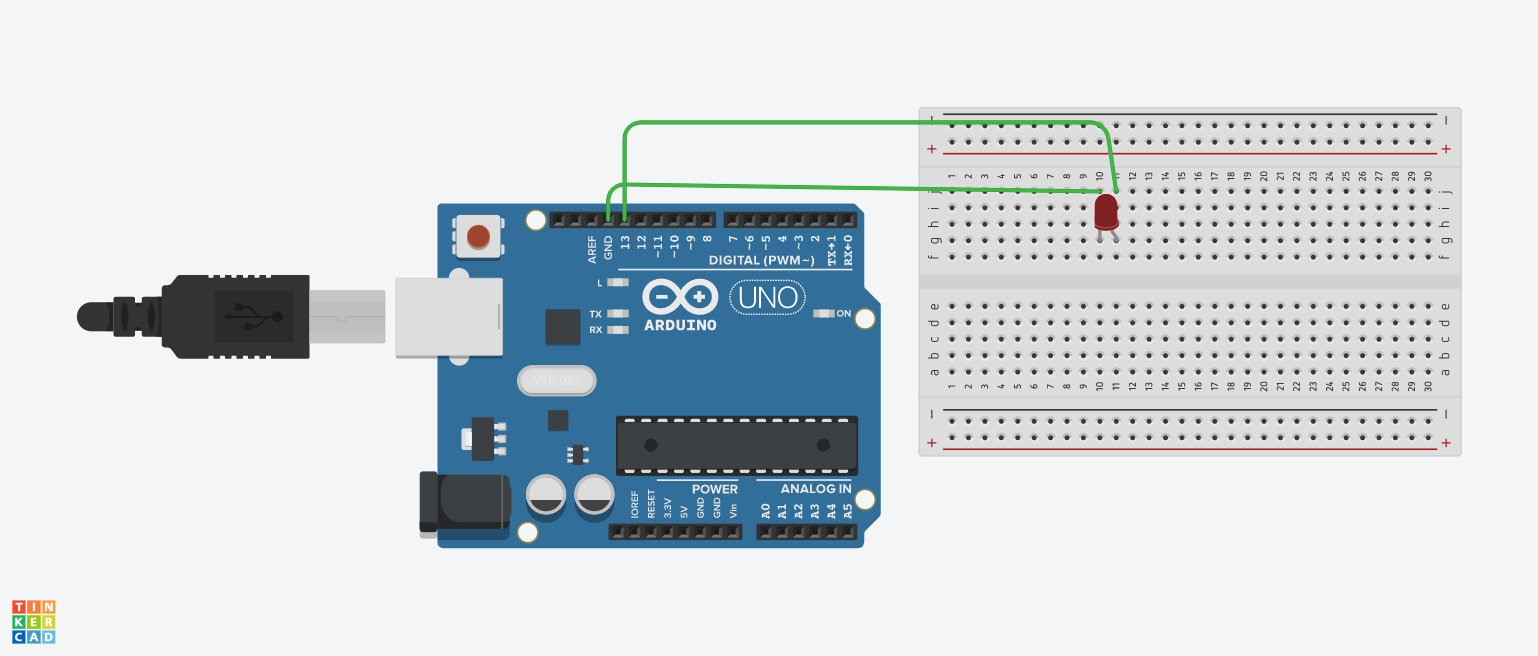 − −
+ +
1 2 3 4 5 6 7 8 9 10 11 12 13 14 15 16 17 18 19 20 21 22 23 24 25 26 27 28 29 30
j j
i i
h h
g g
f f
AREF GND 13 12 ~11 ~10 ~9 8 7 ~6 ~5 4 ~3 2 TX→1 RX←0
DIGITAL (PWM~)
L
TX
RX
UNO
ARDUINO
ON
e e
d d
c c
b b
a a
1 2 3 4 5 6 7 8 9 10 11 12 13 14 15 16 17 18 19 20 21 22 23 24 25 26 27 28 29 30
− −
+ +
POWER ANALOG IN
IOREF RESET 3.3V 5V GND GND Vin A0 A1 A2 A3 A4 A5
TIN
KER
CAD